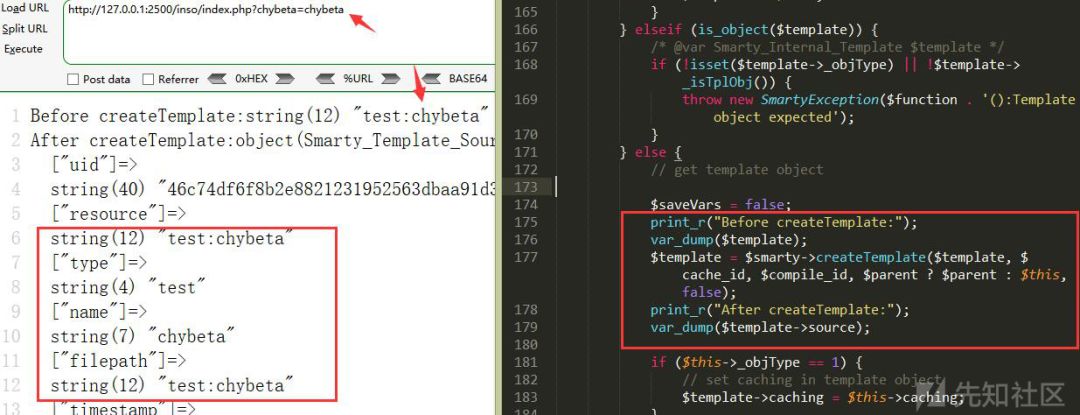 Load URL
http://127.0.0.1:2500/inso/index.php?chybeta=chybeta
Split URL
Execute
Post data Referrer 0xHEX %URL BASE64
1 Before createTemplate:string(12) "test:chybeta"
2 After createTemplate:object(Smarty_Template_Sour
3 ["uid"]=>
4 string(40) "46c74df6f8b2e8821231952563dbaa91d3
5 ["resource"]=>
6 string(12) "test:chybeta"
7 ["type"]=>
8 string(4) "test"
9 ["name"]=>
10 string(7) "chybeta"
11 ["filepath"]=>
12 string(12) "test:chybeta"
13 ["timestamp"]=>
165 }
166 } elseif (is_object($template)) {
167 /* @var Smarty_Internal_Template $template */
168 if (!isset($template->_objType) || !$template->
_isTplObj()) {
169 throw new SmartyException($function . '():Template
object expected');
170 }
171 } else {
172 // get template object
173
174 $saveVars = false;
175 print_r("Before createTemplate:");
176 var_dump($template);
177 $template = $smarty->createTemplate($template, $
cache_id, $compile_id, $parent ? $parent : $this,
false);
178 print_r("After createTemplate:");
179 var_dump($template->source);
180
181 if ($this->_objType == 1) {
182 // set caching in template object
183 $template->caching = $this->caching;
184 }
先知社区